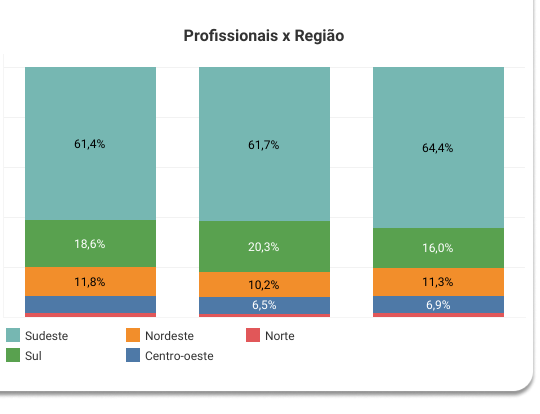 Profissionais x Região
61,4% 61,7% 64,4%
18,6% 20,3% 16,0%
11,8% 10,2% 11,3%
6,5% 6,9%
Sudeste Nordeste Norte
Sul Centro-oeste